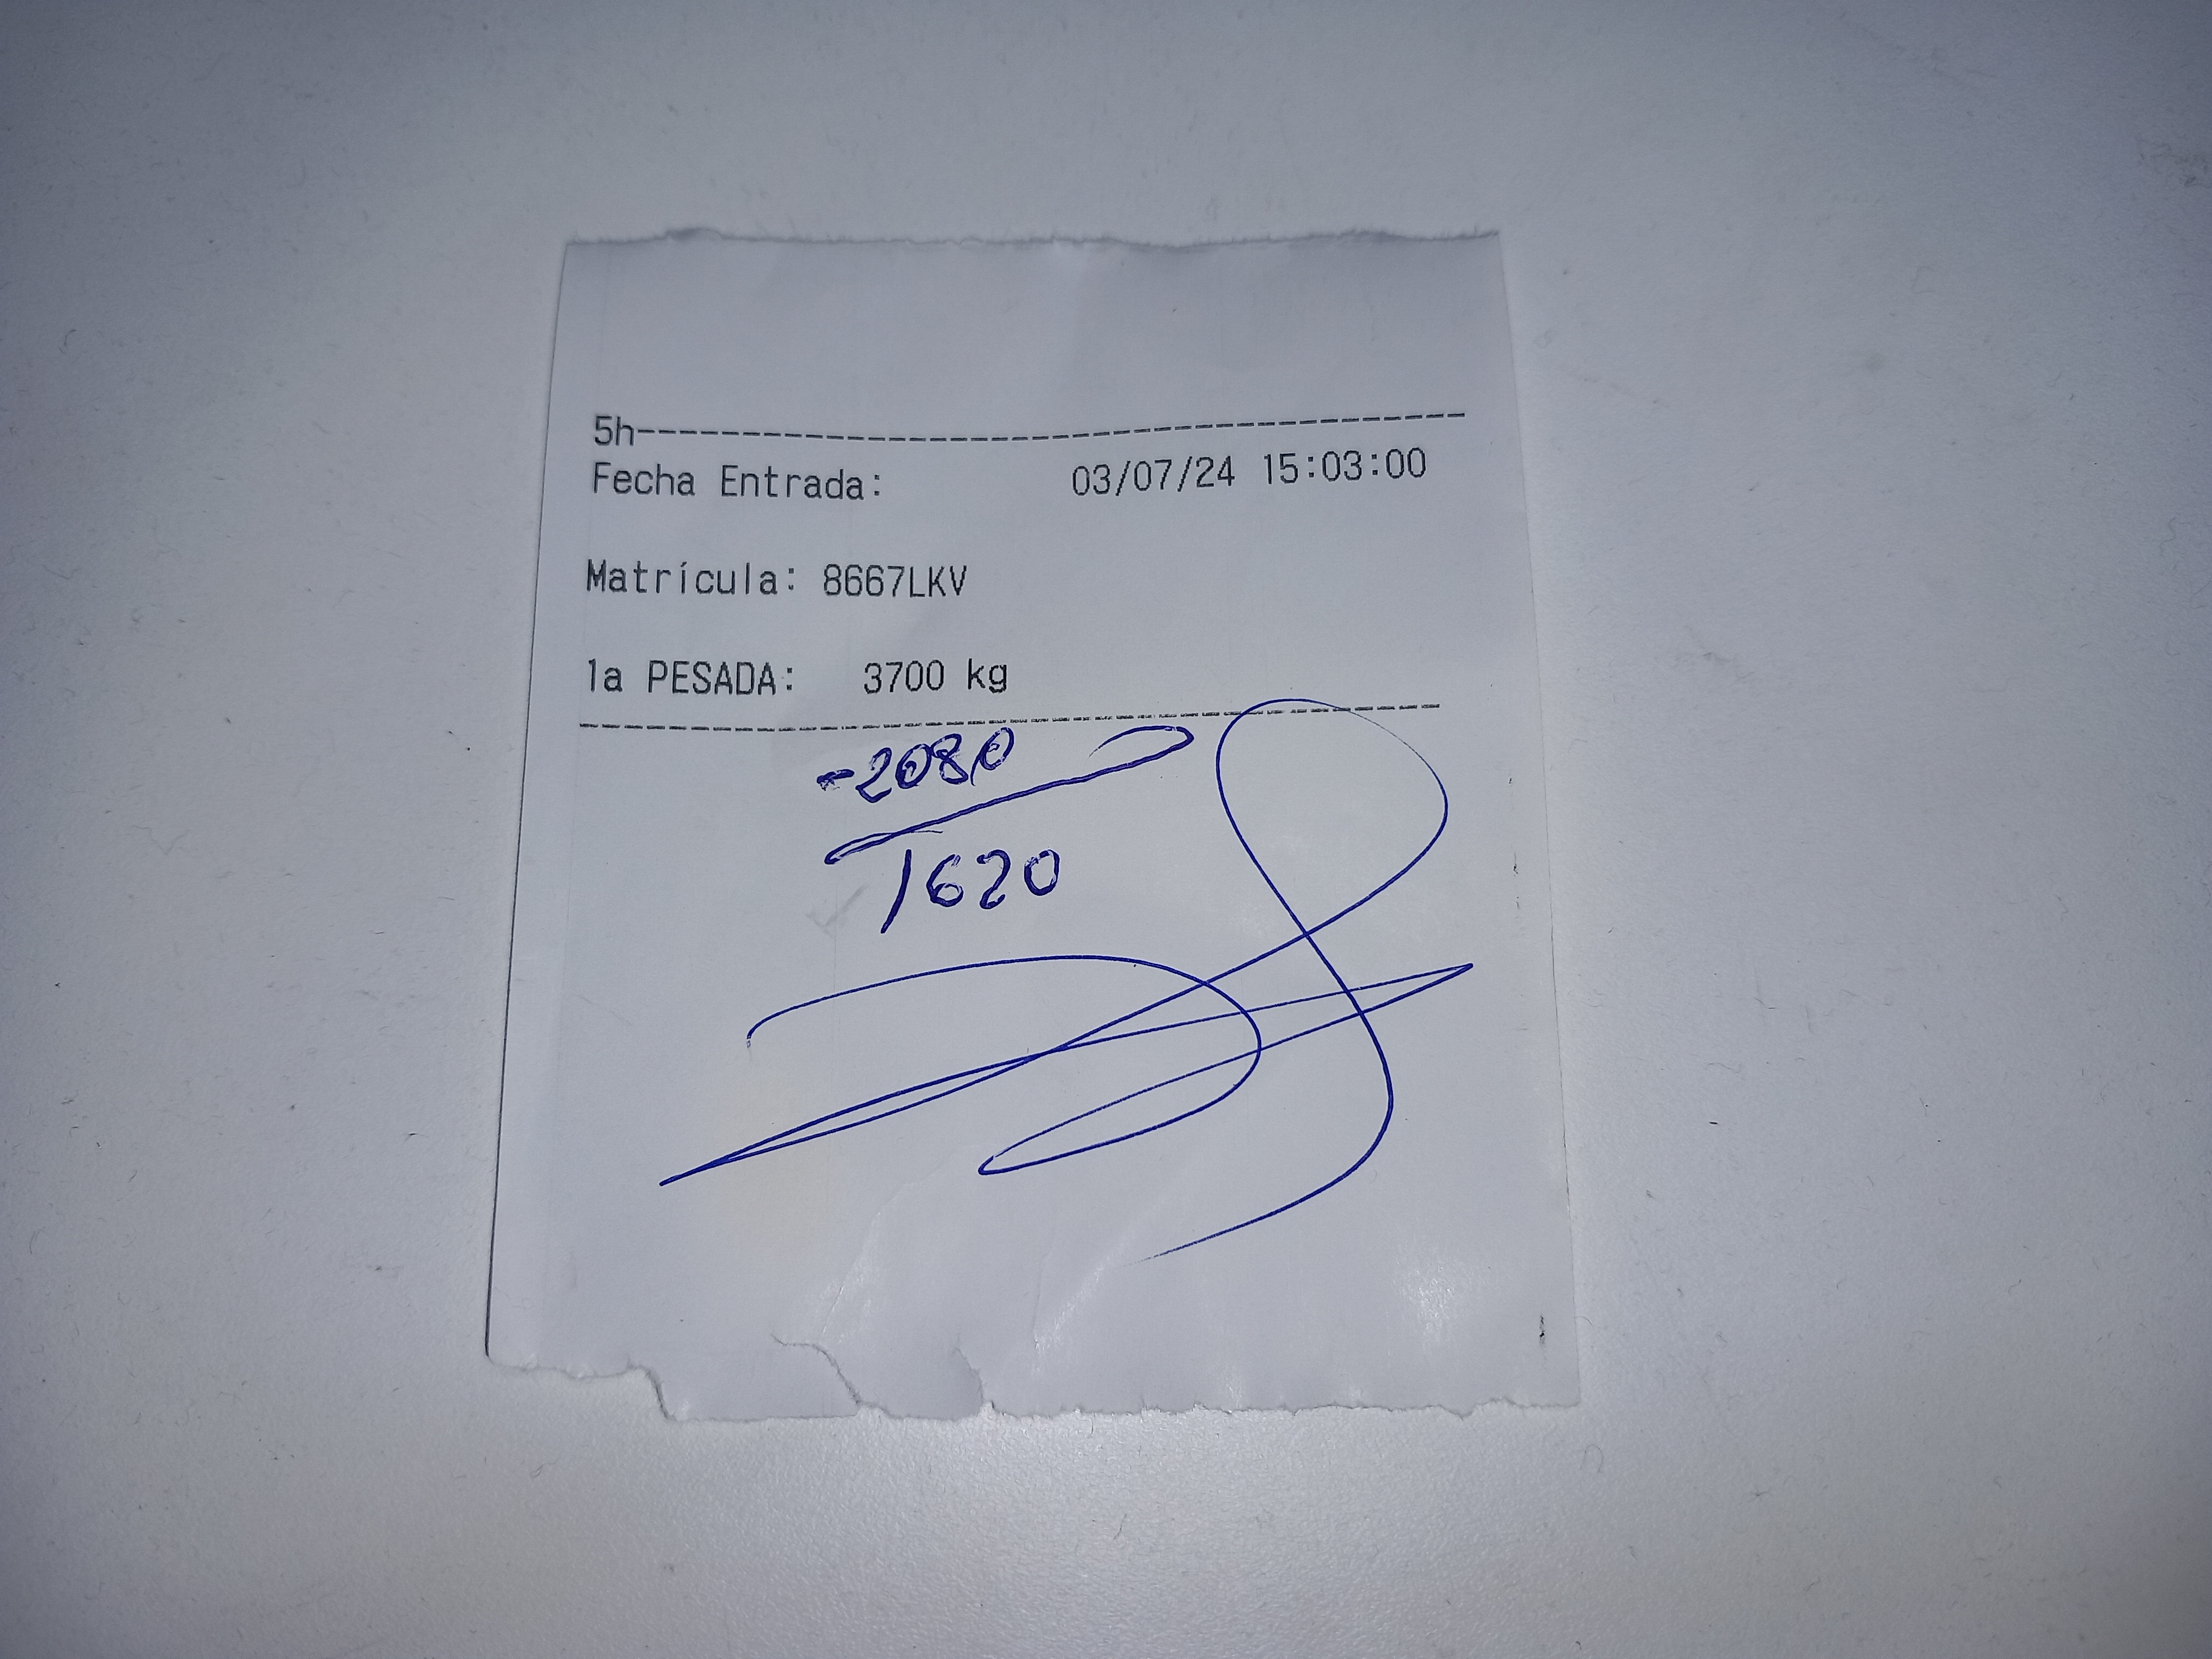 5h----------------------------------------
Fecha Entrada: 03/07/24 15:03:00
Matrícula: 8667LKV
1a PESADA: 3700 kg
-----------------------------------------
-2080
1620